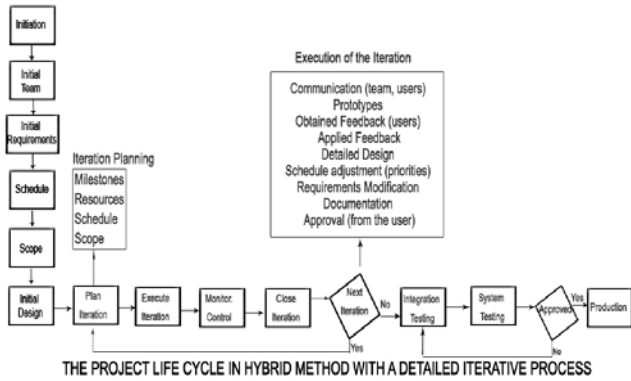 Initiation
Initial
Team
Initial
Requirements
Schedule
Scope
Initial
Design
Iteration Planning
Milestones
Resources
Schedule
Scope
Plan
Iteration
Execute
Iteration
Monitor.
Control
Close
Iteration
Execution of the Iteration
Communication (team, users)
Prototypes
Obtained Feedback (users)
Applied Feedback
Detailed Design
Schedule adjustment (priorities)
Requirements Modification
Documentation
Approval (from the user)
Next
Iteration
No
Yes
Integration
Testing
System
Testing
Approved
Yes
No
Production
THE PROJECT LIFE CYCLE IN HYBRID METHOD WITH A DETAILED ITERATIVE PROCESS